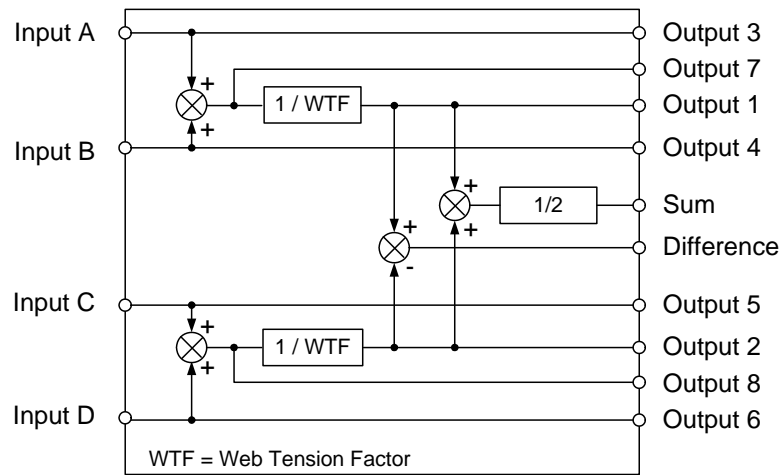 Input A
Output 3
Output 7
+
1 / WTF
Output 1
+
Input B
Output 4
+
1/2
Sum
+
+
Difference
-
Input C
Output 5
+
1 / WTF
Output 2
+
Output 8
Input D
Output 6
WTF = Web Tension Factor